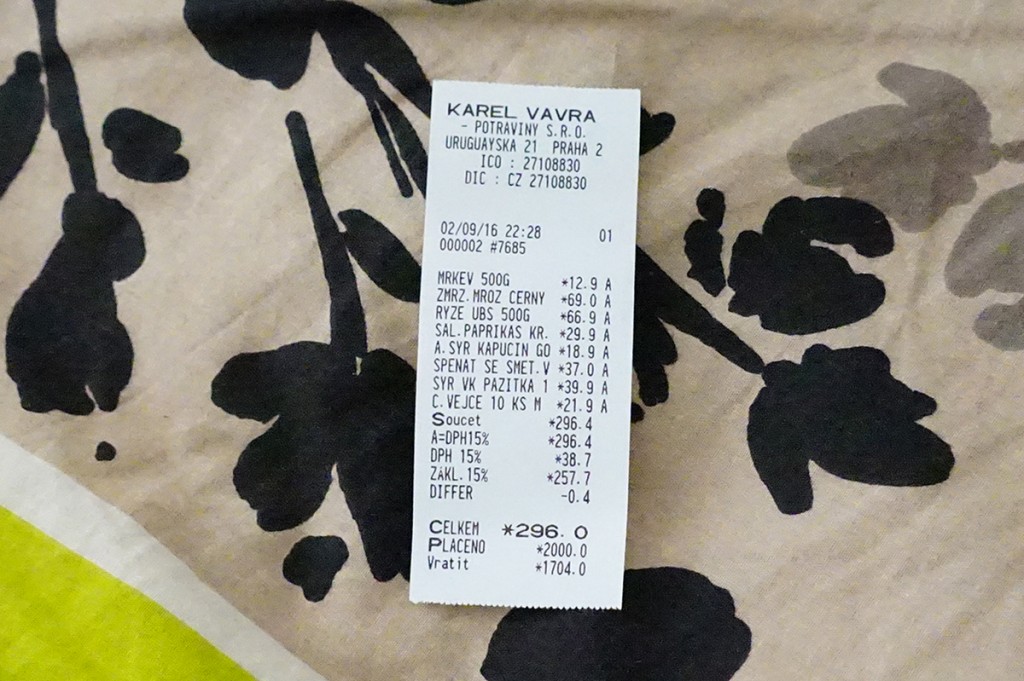 KAREL VAVRA
- POTRAVINY S.R.O.
URUGUAYSKA 21 PRAHA 2
ICO : 27108830
DIC : CZ 27108830
02/09/16 22:28 01
000002 #7685
MRKEV 500G *12.9 A
ZMRZ.MROZ CERNY *69.0 A
RYZE UBS 500G *66.9 A
SAL.PAPRIKAS KR. *29.9 A
A.SYR KAPUCIN GO *18.9 A
SPENAT SE SMET.V *37.0 A
SYR VK PAZITKA 1 *39.9 A
C.VEJCE 10 KS M *21.9 A
Soucet *296.4
A=DPH15% *296.4
DPH 15% *38.7
ZÁKL.15% *257.7
DIFFER -0.4
CELKEM *296.0
PLACENO *2000.0
Vratit *1704.0